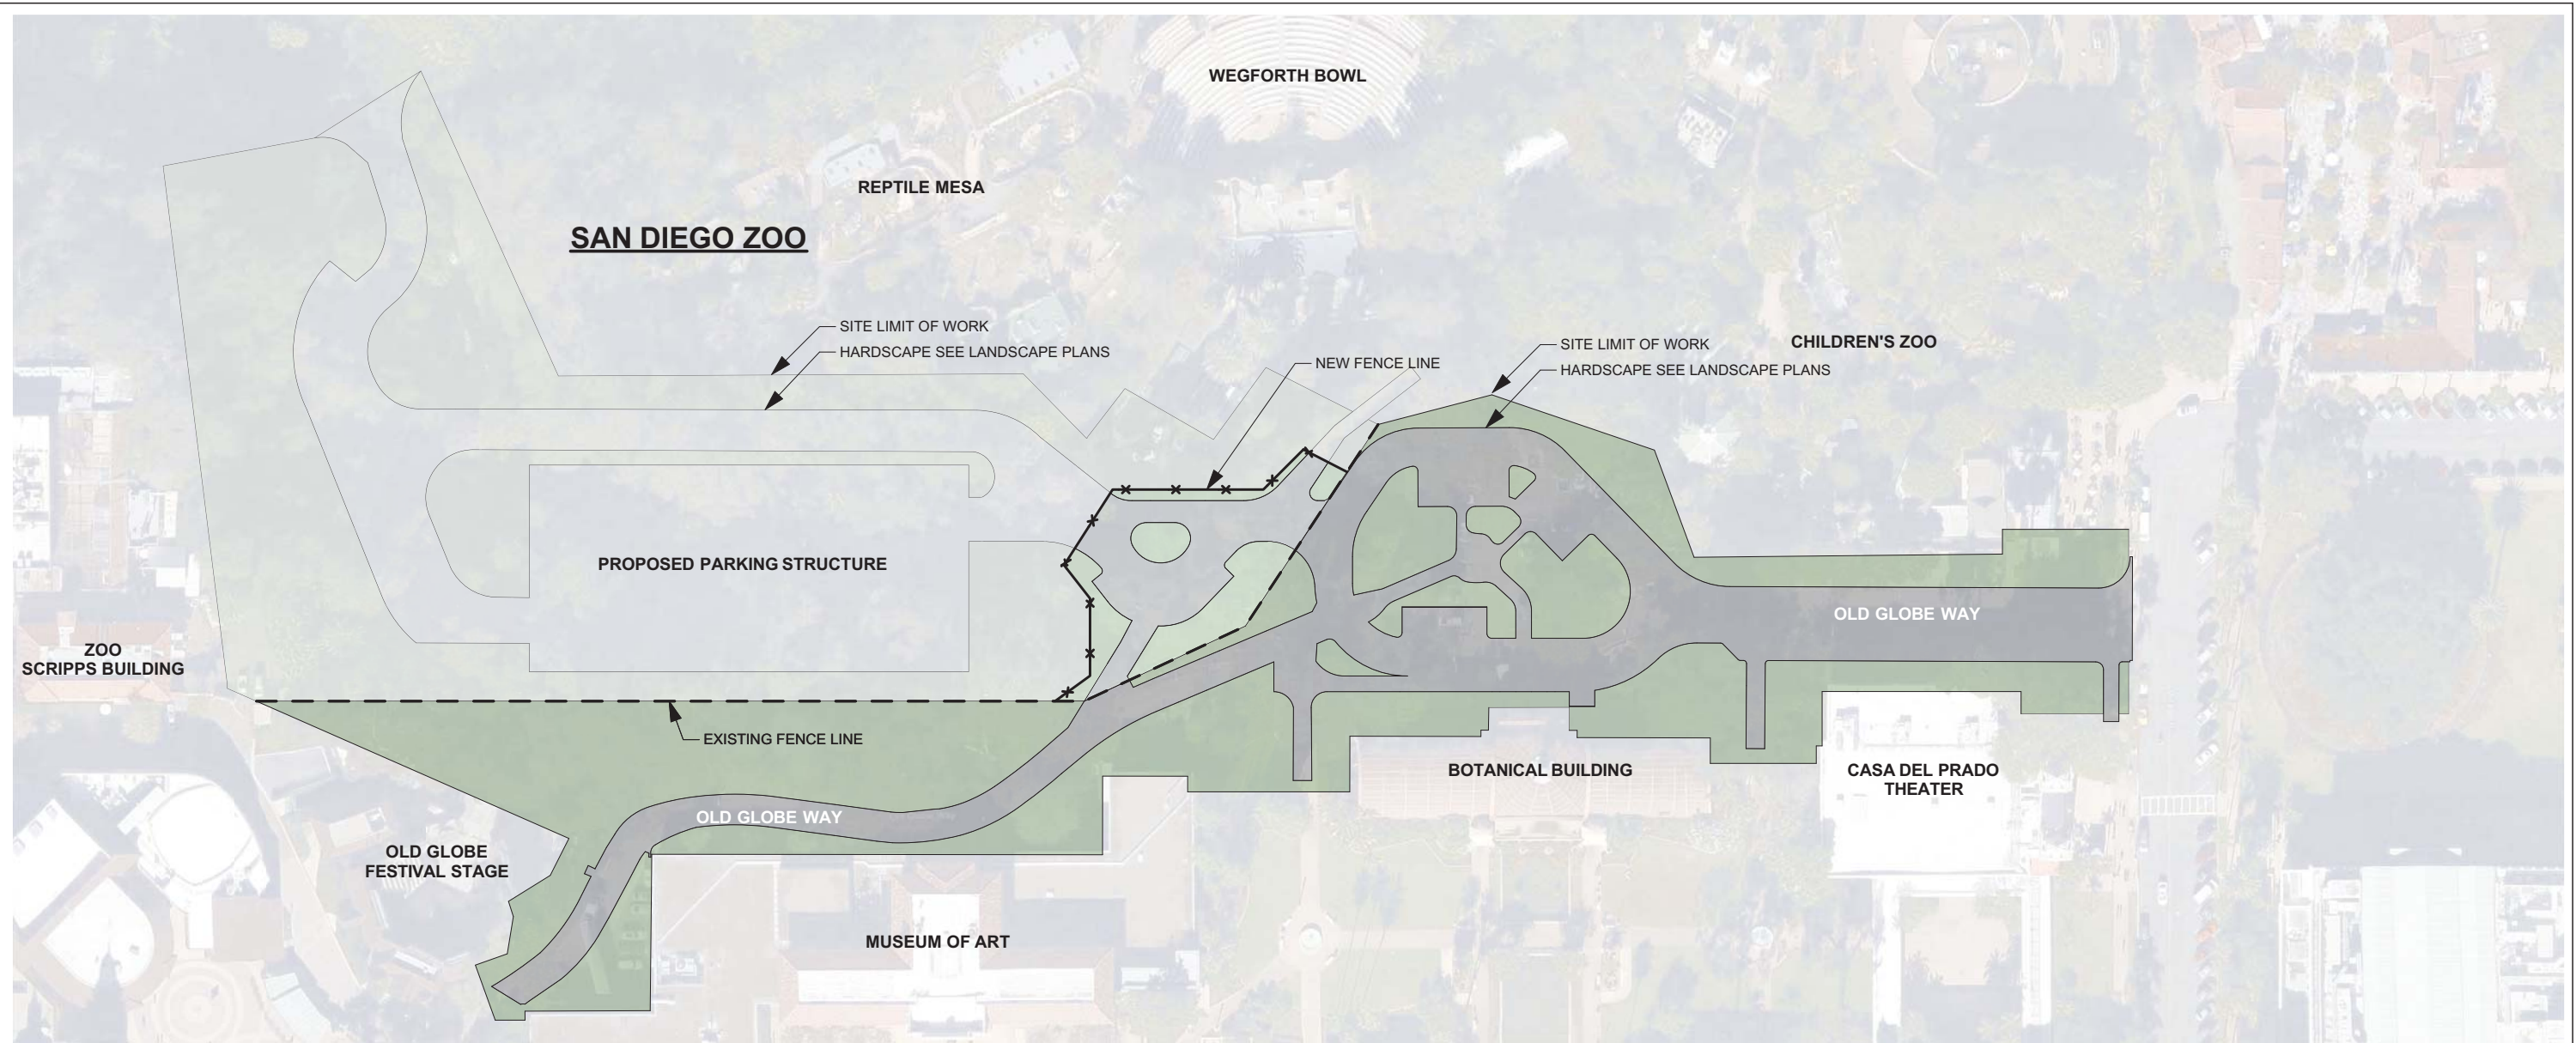 WEGFORTH BOWL
REPTILE MESA
SAN DIEGO ZOO
SITE LIMIT OF WORK
HARDSCAPE SEE LANDSCAPE PLANS
NEW FENCE LINE
SITE LIMIT OF WORK
HARDSCAPE SEE LANDSCAPE PLANS
CHILDREN'S ZOO
PROPOSED PARKING STRUCTURE
OLD GLOBE WAY
ZOO
SCRIPPS BUILDING
EXISTING FENCE LINE
BOTANICAL BUILDING
CASA DEL PRADO
THEATER
OLD GLOBE WAY
OLD GLOBE
FESTIVAL STAGE
MUSEUM OF ART